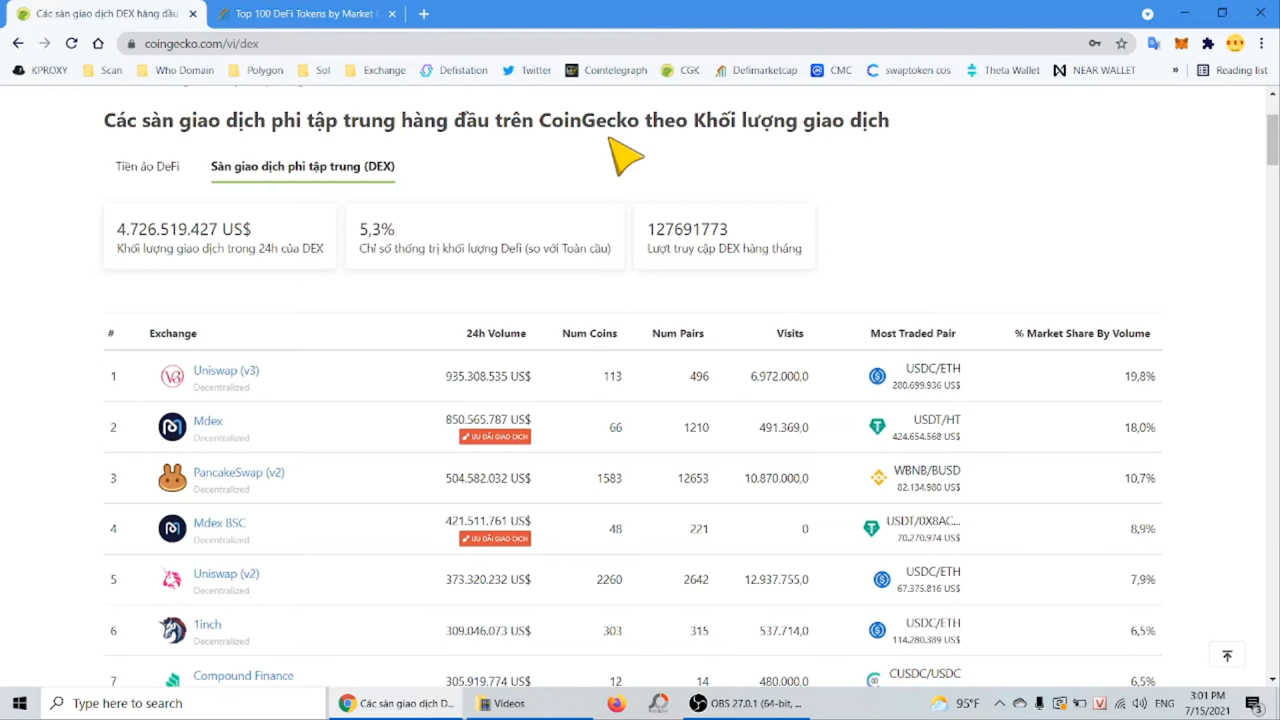 Các sàn giao dịch DEX hàng đầu
Top 100 DeFi Tokens by Market
coingecko.com/vi/dex
KPROXY Scan Who Domain Polygon Sol Exchange Defistation Twitter Cointelegraph CGK Defimarketcap CMC swaptoken cos Theta Wallet NEAR WALLET » Reading list
Các sàn giao dịch phi tập trung hàng đầu trên CoinGecko theo Khối lượng giao dịch
Tiền ảo DeFi Sàn giao dịch phi tập trung (DEX)
4.726.519.427 US$ 5,3% 127691773
Khối lượng giao dịch trong 24h của DEX Chỉ số thống trị khối lượng Defi (so với Toàn cầu) Lượt truy cập DEX hàng tháng
# Exchange 24h Volume Num Coins Num Pairs Visits Most Traded Pair % Market Share By Volume
1 Uniswap (v3) 935.308.535 US$ 113 496 6.972.000,0 USDC/ETH 19,8%
Decentralized 280.699.936 US$
2 Mdex 850.565.787 US$ 66 1210 491.369,0 USDT/HT 18,0%
Decentralized ƯU ĐÃI GIAO DỊCH 424.654.568 US$
3 PancakeSwap (v2) 504.582.032 US$ 1583 12653 10.870.000,0 WBNB/BUSD 10,7%
Decentralized 82.134.980 US$
4 Mdex BSC 421.511.761 US$ 48 221 0 USDT/0X8AC... 8,9%
Decentralized ƯU ĐÃI GIAO DỊCH 70.270.974 US$
5 Uniswap (v2) 373.320.232 US$ 2260 2642 12.937.755,0 USDC/ETH 7,9%
Decentralized 67.375.816 US$
6 1inch 309.046.073 US$ 303 315 537.714,0 USDC/ETH 6,5%
Decentralized 114.280.389 US$
7 Compound Finance 305.919.774 US$ 12 14 480.000,0 CUSDC/USDC 6,5%
Type here to search Các sàn giao dịch D... Videos OBS 27.0.1 (64-bit, ... 95°F ENG 3:01 PM
7/15/2021 3